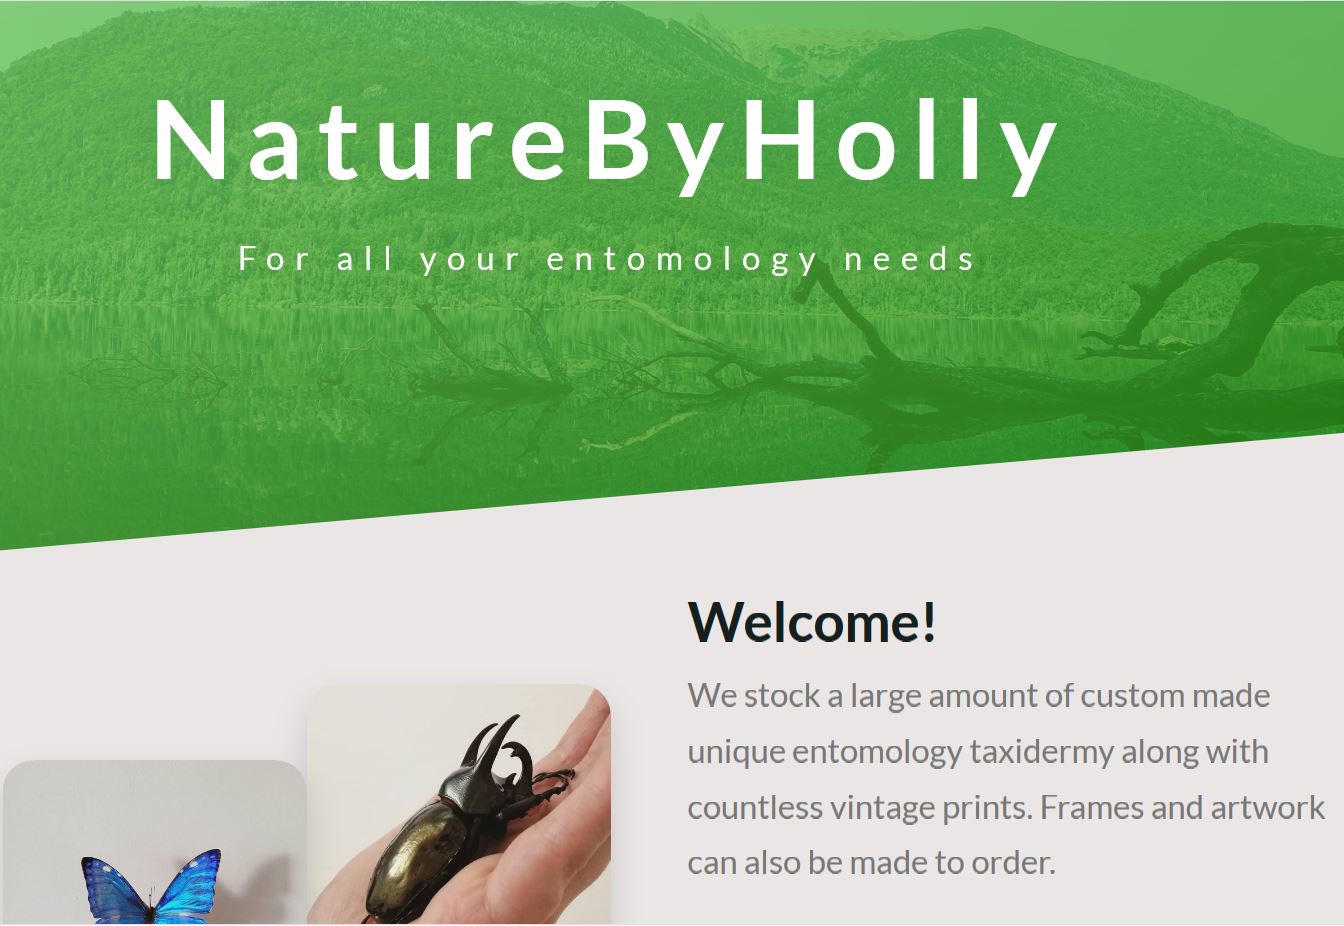 NatureByHolly
For all your entomology needs
Welcome!
We stock a large amount of custom made
unique entomology taxidermy along with
countless vintage prints. Frames and artwork
can also be made to order.